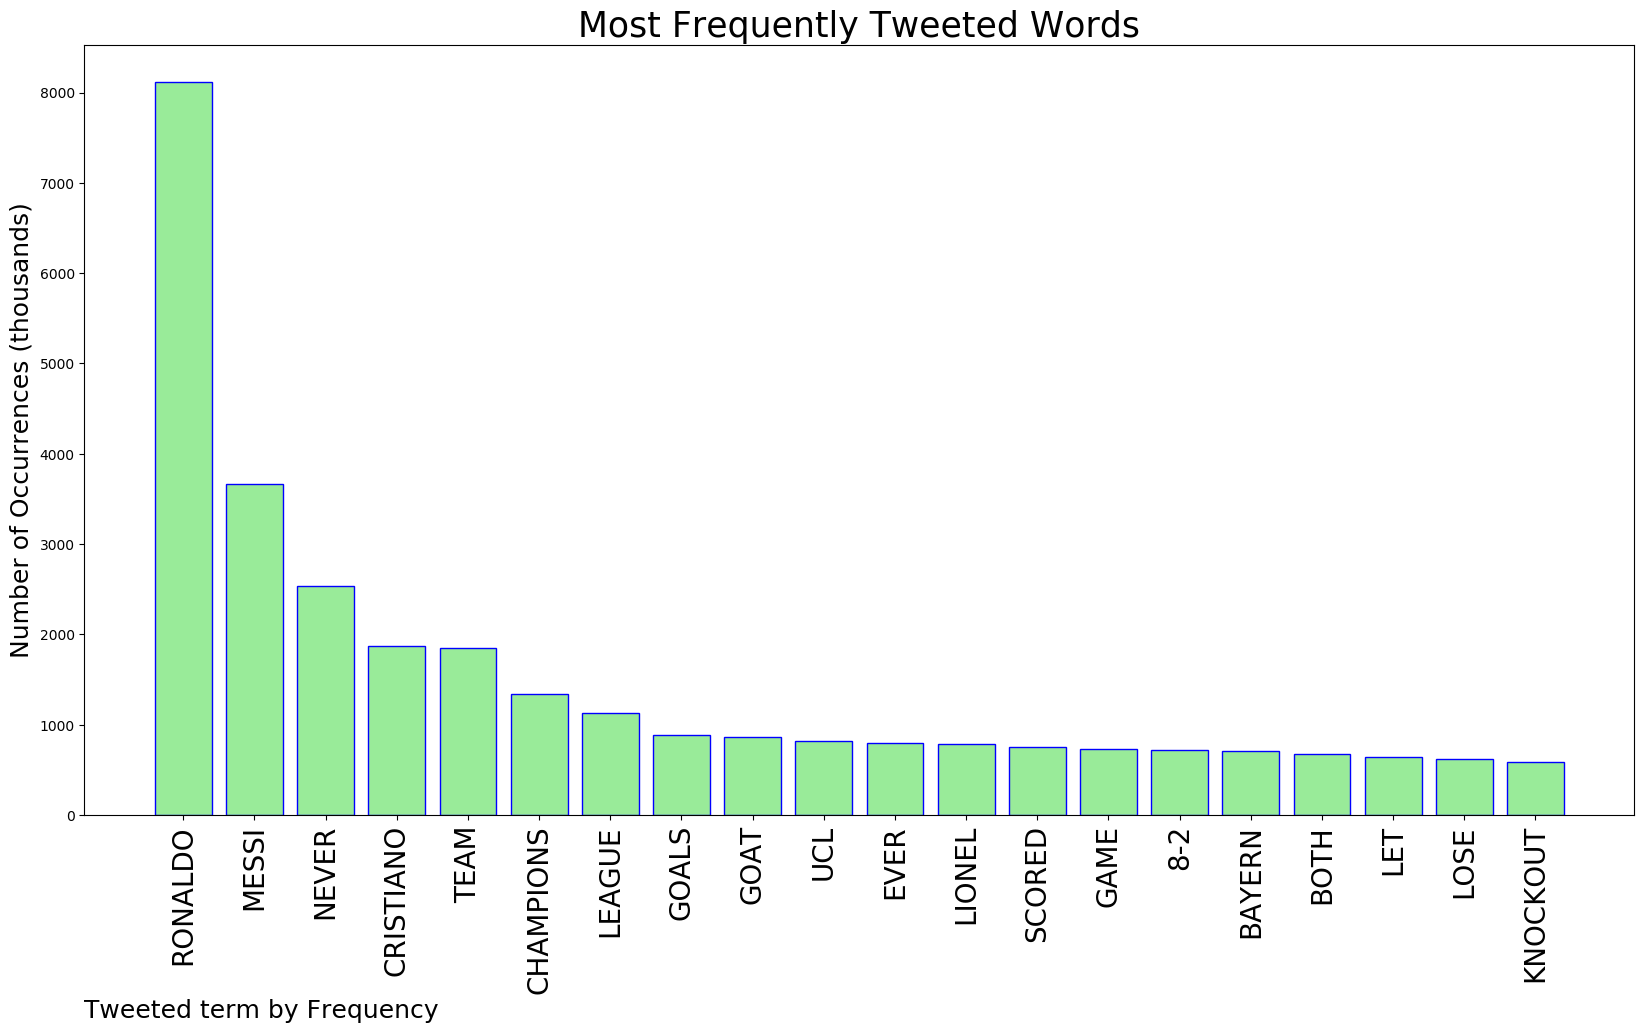 Most Frequently Tweeted Words
Number of Occurrences (thousands)
8000
7000
6000
5000
4000
3000
2000
1000
0
RONALDO
MESSI
NEVER
CRISTIANO
TEAM
CHAMPIONS
LEAGUE
GOALS
GOAT
UCL
EVER
LIONEL
SCORED
GAME
8-2
BAYERN
BOTH
LET
LOSE
KNOCKOUT
Tweeted term by Frequency